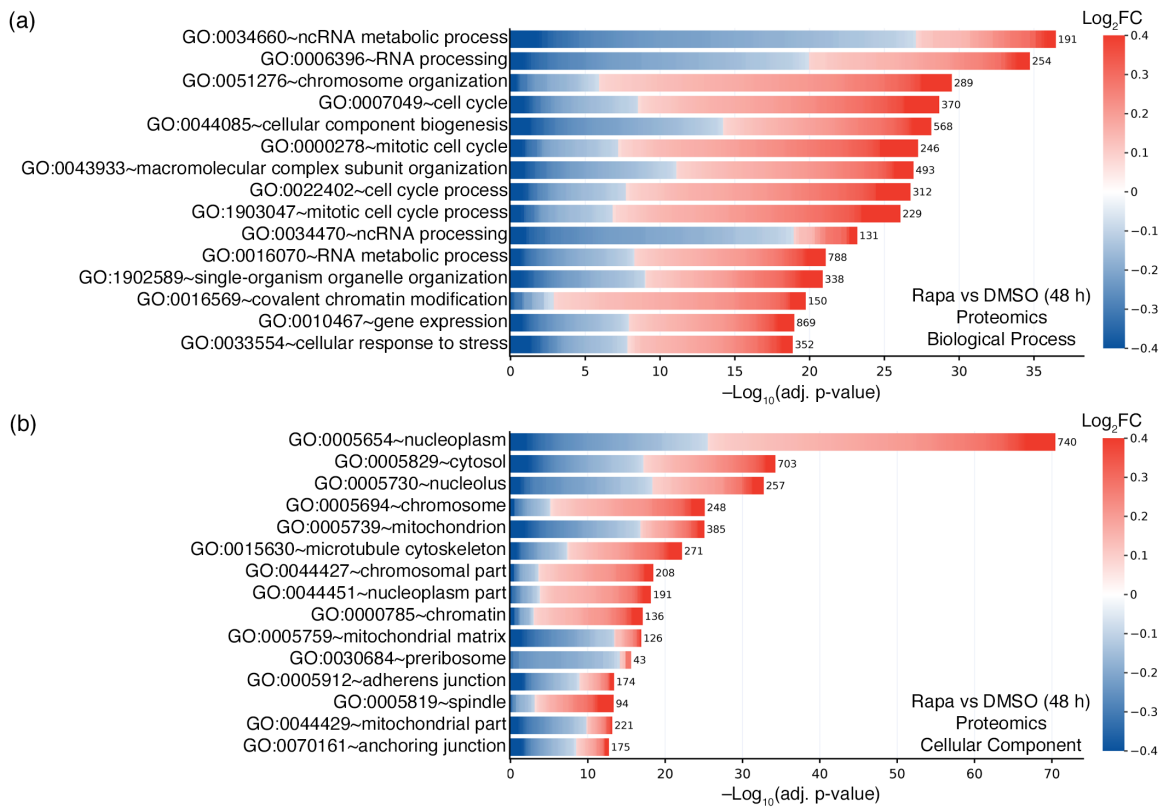 (a)
Log2FC
GO:0034660~ncRNA metabolic process 191
GO:0006396~RNA processing 254
GO:0051276~chromosome organization 289
GO:0007049~cell cycle 370
GO:0044085~cellular component biogenesis 568
GO:0000278~mitotic cell cycle 246
GO:0043933~macromolecular complex subunit organization 493
GO:0022402~cell cycle process 312
GO:1903047~mitotic cell cycle process 229
GO:0034470~ncRNA processing 131
GO:0016070~RNA metabolic process 788
GO:1902589~single-organism organelle organization 338
GO:0016569~covalent chromatin modification 150
GO:0010467~gene expression 869
GO:0033554~cellular response to stress 352
Rapa vs DMSO (48 h)
Proteomics
Biological Process
0.4
0.3
0.2
0.1
0
−0.1
−0.2
−0.3
−0.4
0 5 10 15 20 25 30 35
–Log10(adj. p-value)
(b)
Log2FC
GO:0005654~nucleoplasm 740
GO:0005829~cytosol 703
GO:0005730~nucleolus 257
GO:0005694~chromosome 248
GO:0005739~mitochondrion 385
GO:0015630~microtubule cytoskeleton 271
GO:0044427~chromosomal part 208
GO:0044451~nucleoplasm part 191
GO:0000785~chromatin 136
GO:0005759~mitochondrial matrix 126
GO:0030684~preribosome 43
GO:0005912~adherens junction 174
GO:0005819~spindle 94
GO:0044429~mitochondrial part 221
GO:0070161~anchoring junction 175
Rapa vs DMSO (48 h)
Proteomics
Cellular Component
0.4
0.3
0.2
0.1
0
−0.1
−0.2
−0.3
−0.4
0 10 20 30 40 50 60 70
–Log10(adj. p-value)